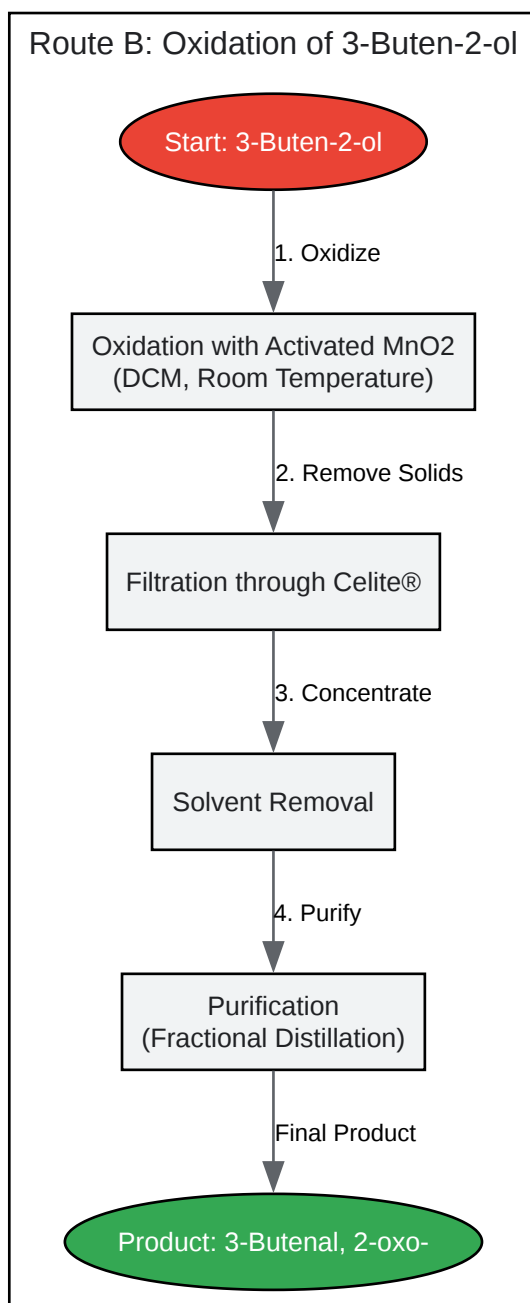 Route B: Oxidation of 3-Buten-2-ol
Start: 3-Buten-2-ol
1. Oxidize
Oxidation with Activated MnO2
(DCM, Room Temperature)
2. Remove Solids
Filtration through Celite®
3. Concentrate
Solvent Removal
4. Purify
Purification
(Fractional Distillation)
Final Product
Product: 3-Butenal, 2-oxo-